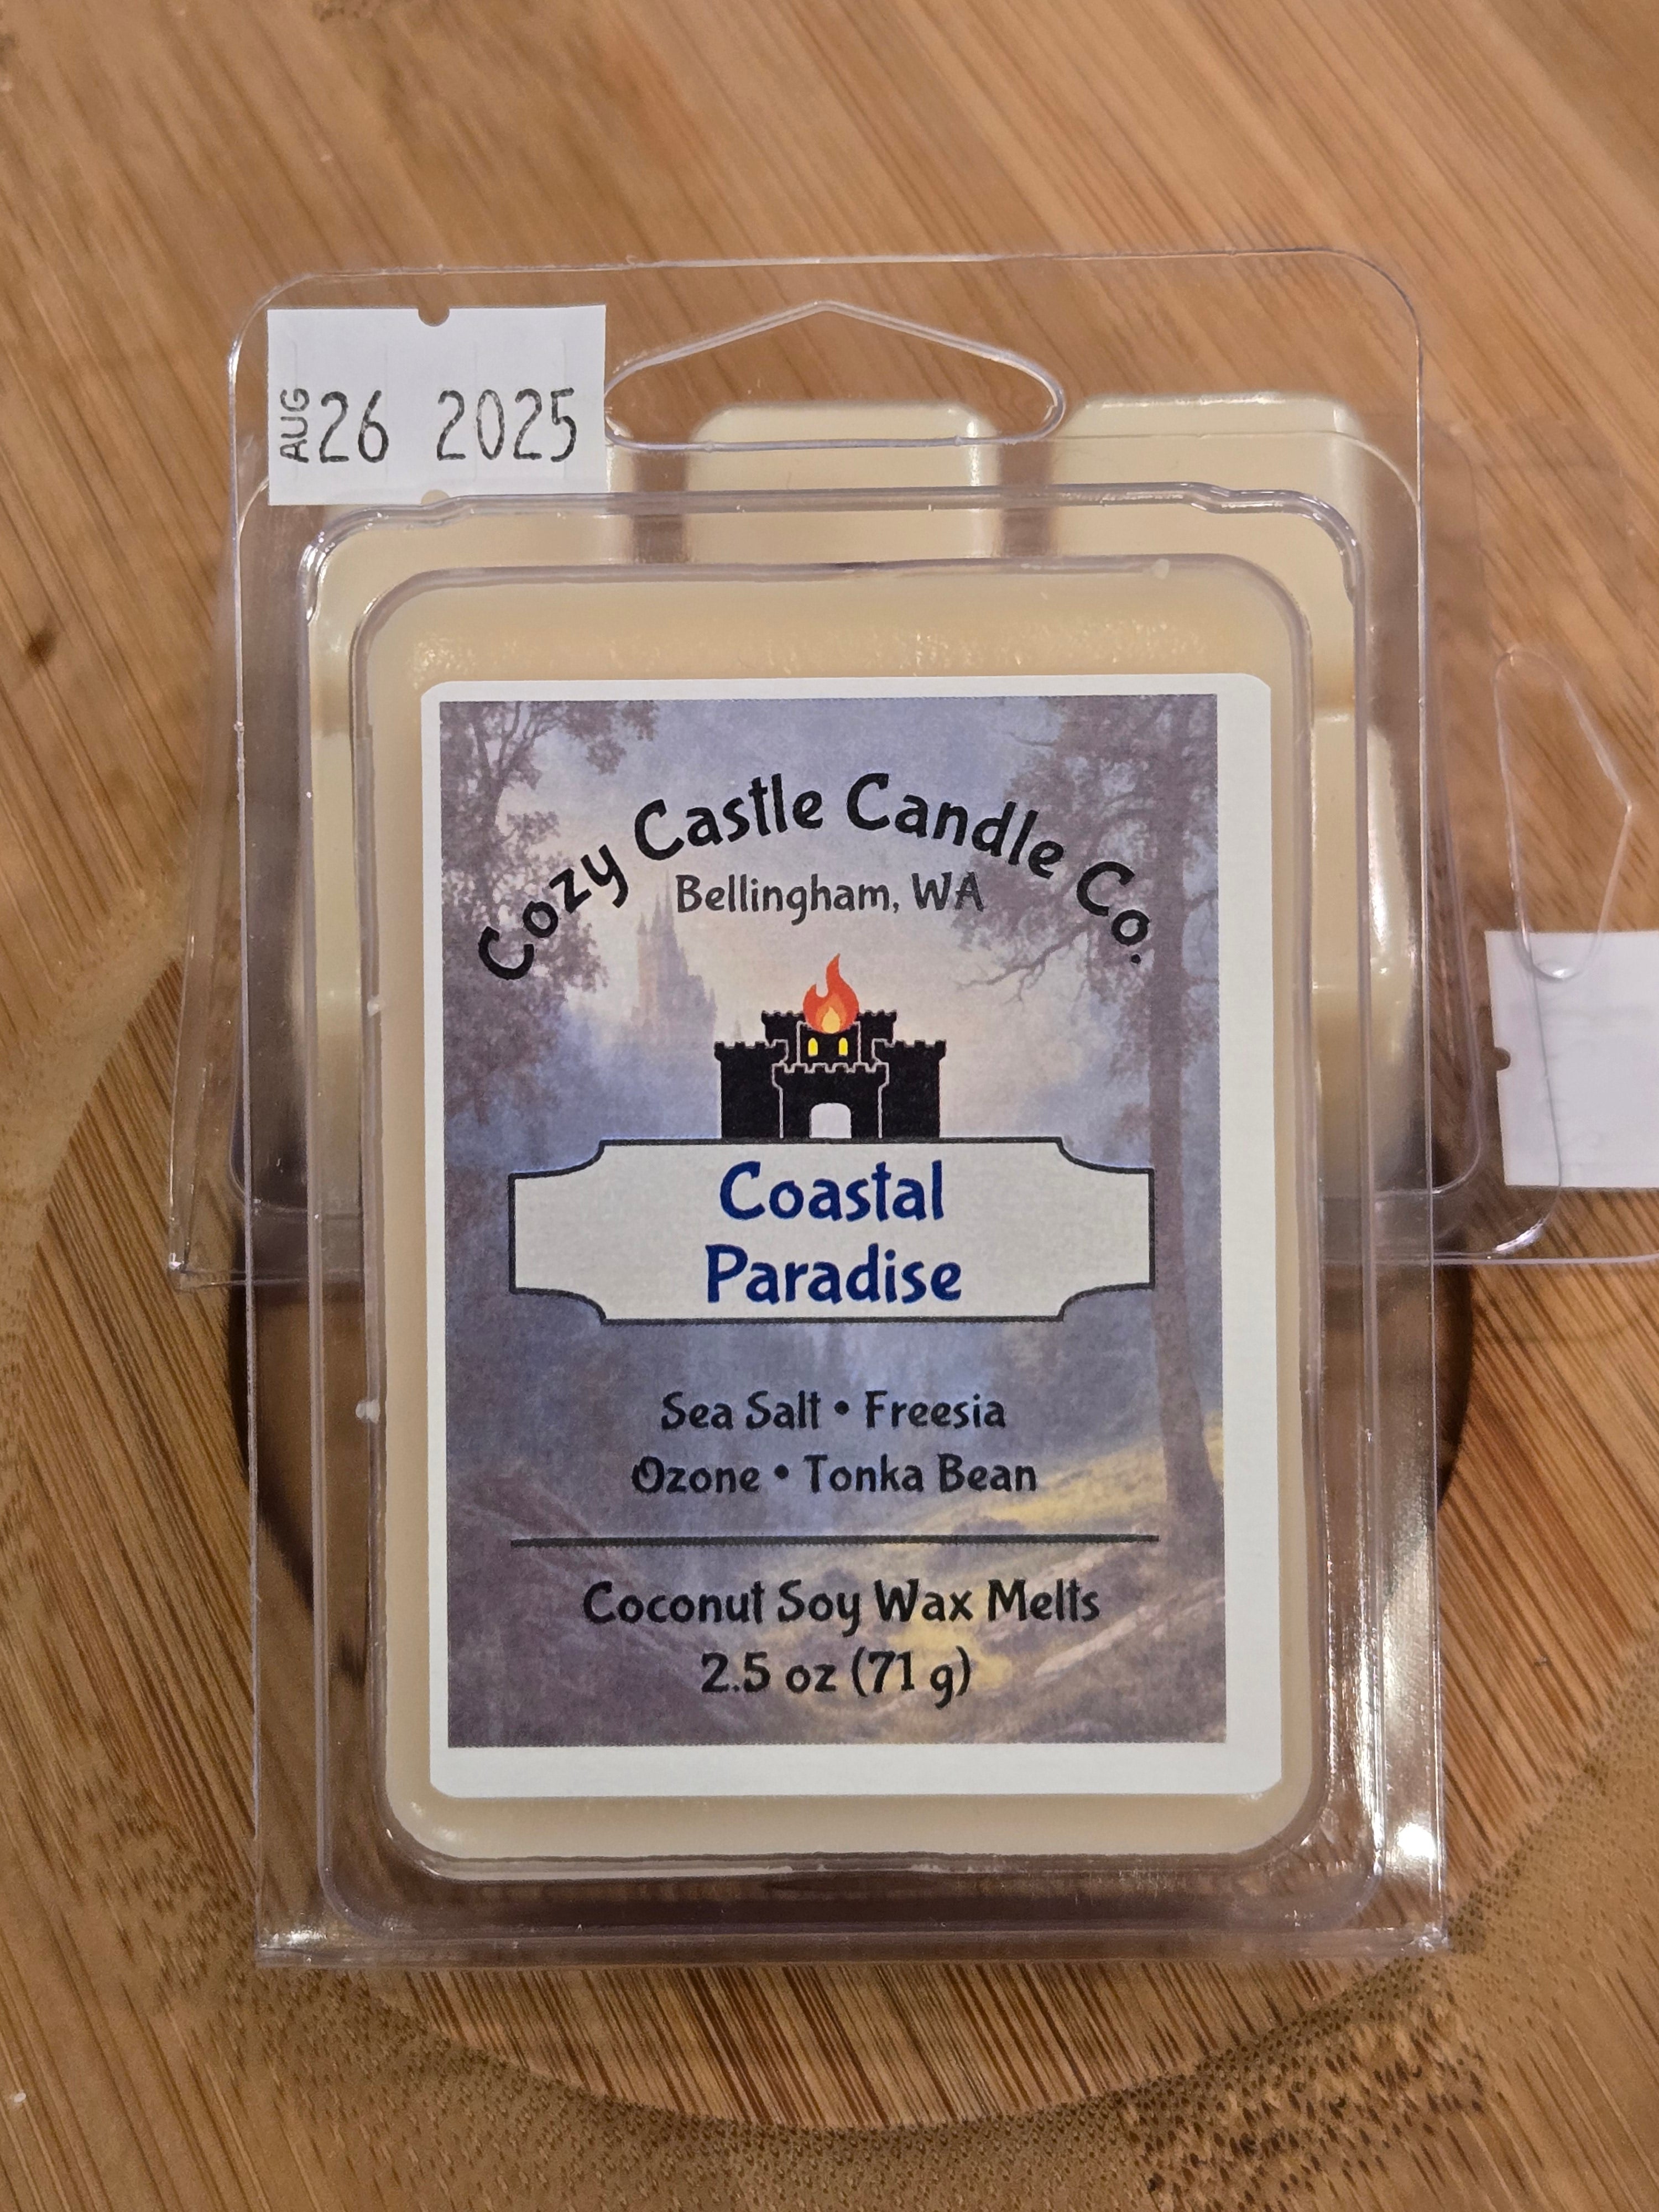 AUG 26 2025
Cozy Castle Candle Co.
Bellingham, WA
Coastal
Paradise
Sea Salt • Freesia
Ozone • Tonka Bean
Coconut Soy Wax Melts
2.5 oz (71 g)